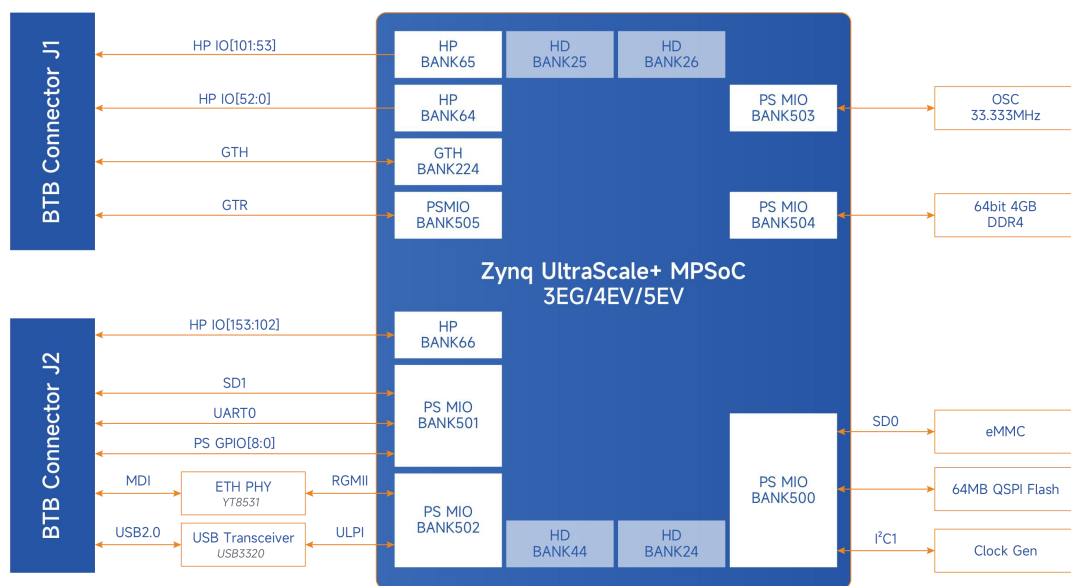 BTB Connector J1
HP IO[101:53]
HP IO[52:0]
GTH
GTR
HP
BANK65
HD
BANK25
HD
BANK26
HP
BANK64
GTH
BANK224
PSMIO
BANK505
PS MIO
BANK503
OSC
33.333MHz
PS MIO
BANK504
64bit 4GB
DDR4
Zynq UltraScale+ MPSoC
3EG/4EV/5EV
BTB Connector J2
HP IO[153:102]
HP
BANK66
SD1
UART0
PS GPIO[8:0]
PS MIO
BANK501
MDI
ETH PHY
YT8531
RGMII
USB2.0
USB Transceiver
USB3320
ULPI
PS MIO
BANK502
HD
BANK44
HD
BANK24
PS MIO
BANK500
SD0
eMMC
64MB QSPI Flash
I²C1
Clock Gen